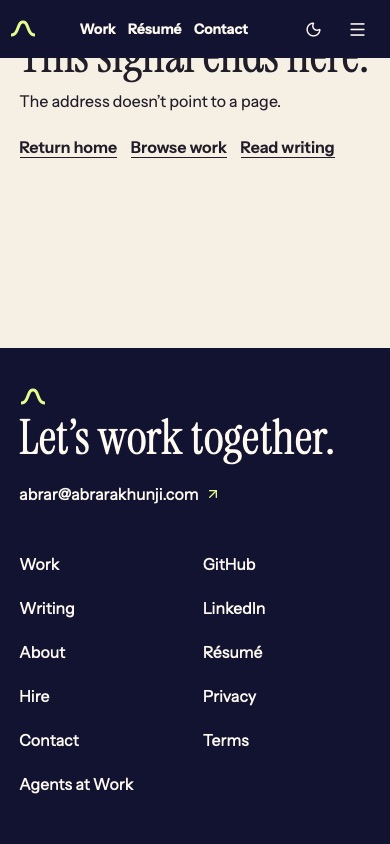 Work Résumé Contact
This signal ends here.
The address doesn’t point to a page.
Return home Browse work Read writing
Let’s work together.
abrar@abrarakhunji.com
Work GitHub
Writing LinkedIn
About Résumé
Hire Privacy
Contact Terms
Agents at Work